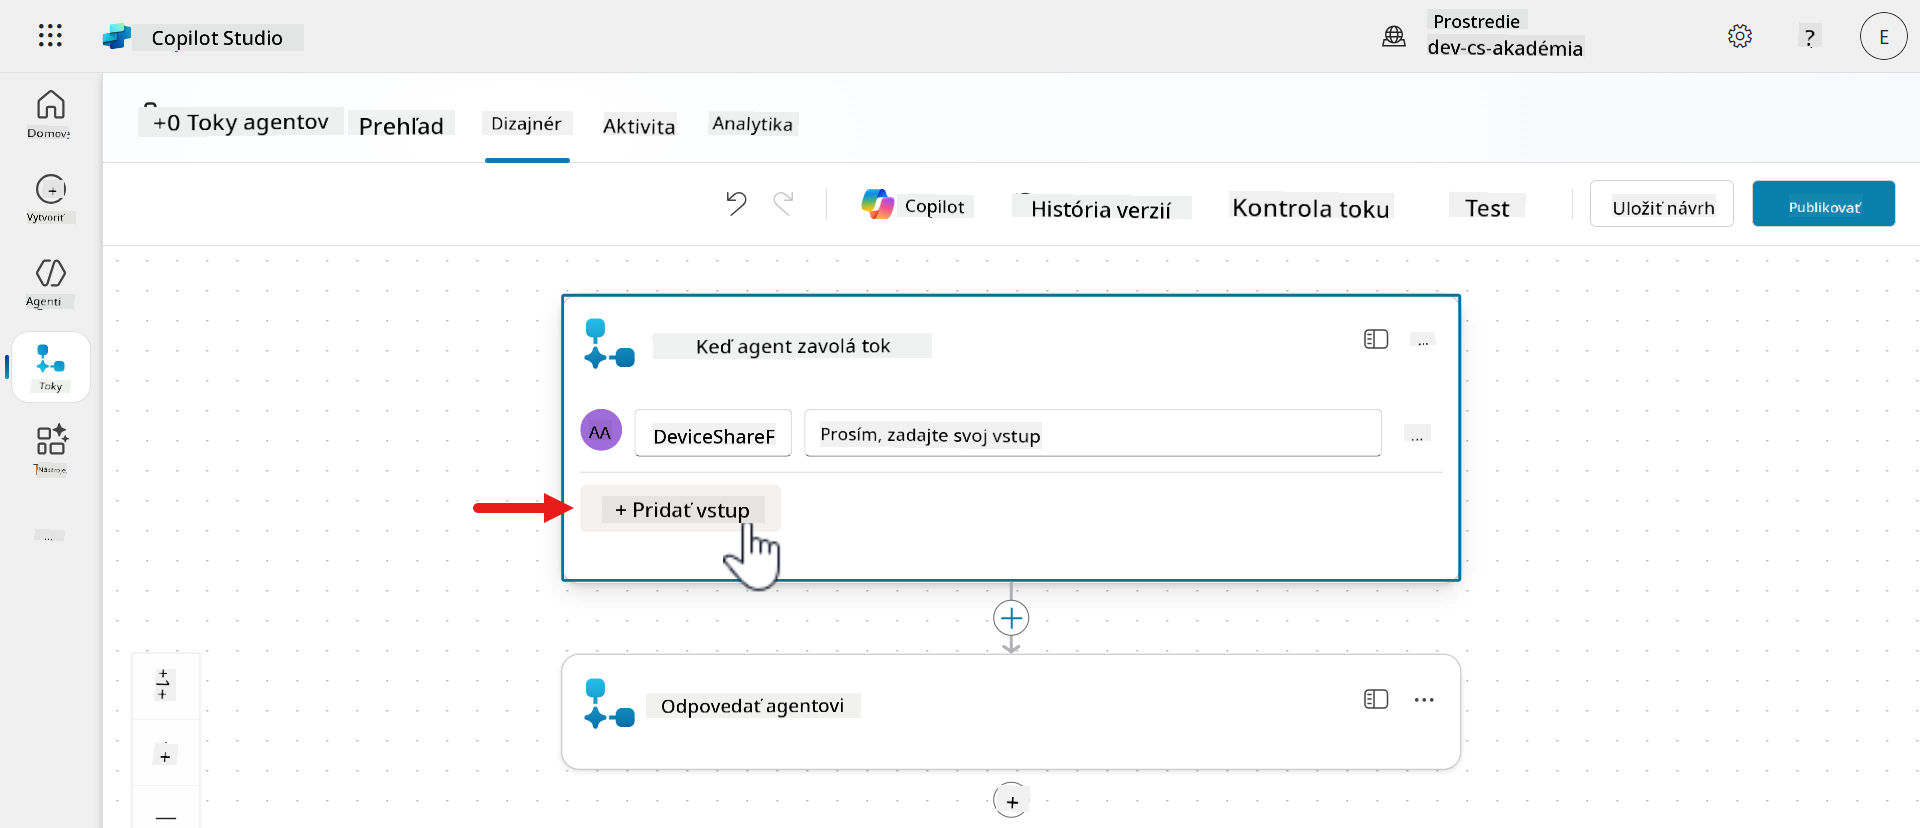 Copilot Studio
Prostredie
dev-cs-akadémia
?
E
Domov
+0 Toky agentov
Prehľad
Dizajnér
Aktivita
Analytika
Vytvoriť
Copilot
História verzií
Kontrola toku
Test
Uložiť návrh
Publikovať
Agenti
Toky
Nástroje
...
Keď agent zavolá tok
...
AA
DeviceShareF
Prosím, zadajte svoj vstup
...
+ Pridať vstup
Odpovedať agentovi
...